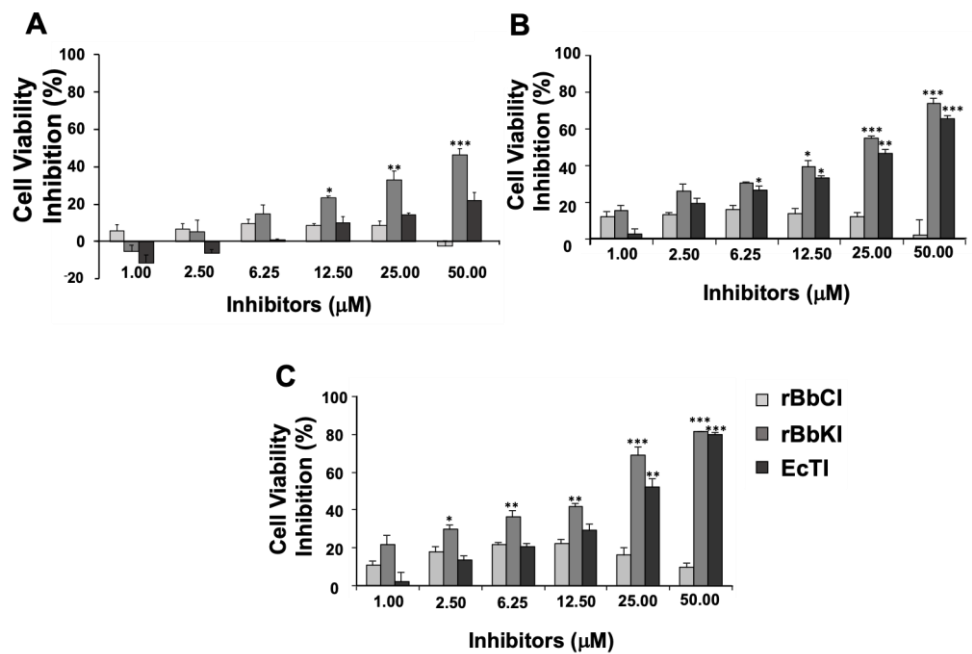 A
Cell Viability
Inhibition (%)
100
80
60
40
20
0
-20
*
**
***
1.00 2.50 6.25 12.50 25.00 50.00
Inhibitors (μM)
B
Cell Viability
Inhibition (%)
100
80
60
40
20
0
*
* *
*** **
*** ***
1.00 2.50 6.25 12.50 25.00 50.00
Inhibitors (μM)
C
Cell Viability
Inhibition (%)
100
80
60
40
20
0
*
**
**
*** **
*** ***
1.00 2.50 6.25 12.50 25.00 50.00
Inhibitors (μM)
rBbCI
rBbKI
EcTI